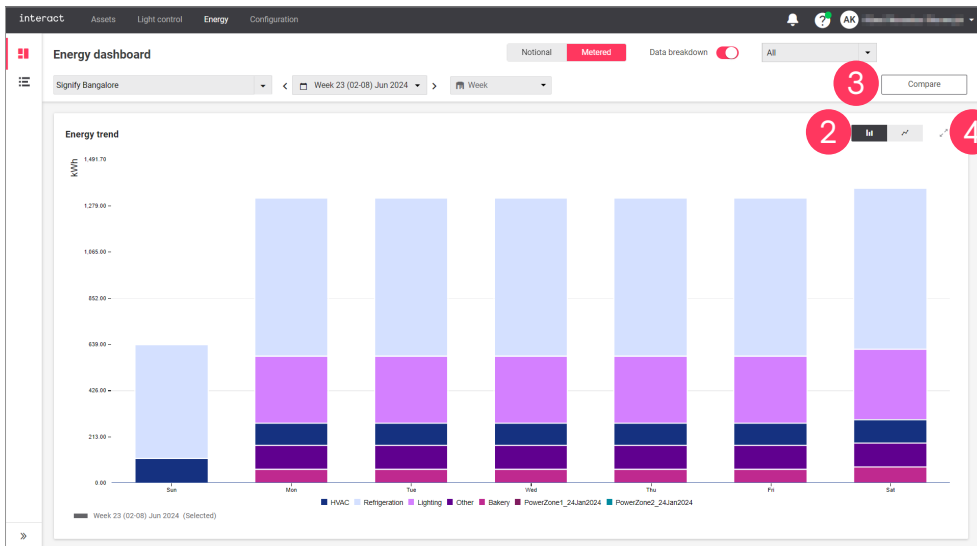 interact Assets Light control Energy Configuration ? AK
Energy dashboard Notional Metered Data breakdown All
Signify Bangalore Week 23 (02-08) Jun 2024 Week 3 Compare
Energy trend 2 4
kWh
1,491.70
1,279.00
1,065.00
852.00
639.00
426.00
213.00
0.00
Sun Mon Tue Wed Thu Fri Sat
HVAC Refrigeration Lighting Other Bakery PowerZone1_24Jan2024 PowerZone2_24Jan2024
Week 23 (02-08) Jun 2024 (Selected)